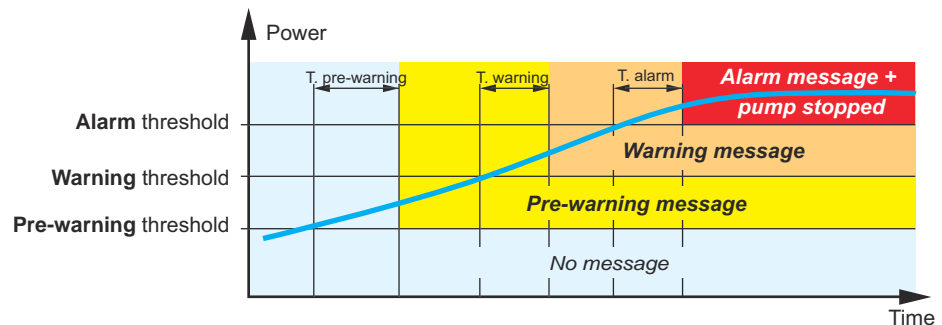 Power
T. pre-warning
T. warning
T. alarm
Alarm message +
pump stopped
Alarm threshold
Warning message
Warning threshold
Pre-warning message
Pre-warning threshold
No message
Time